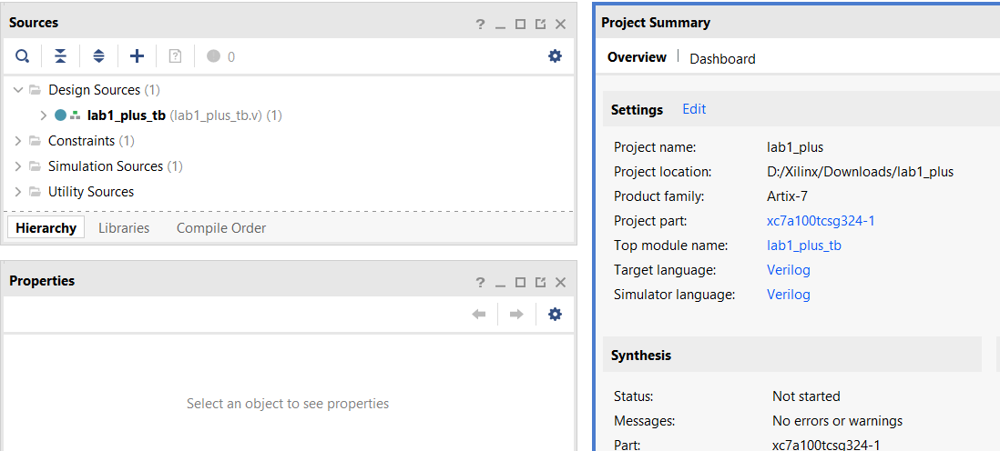 Sources
? _
0
Design Sources (1)
lab1_plus_tb (lab1_plus_tb.v) (1)
Constraints (1)
Simulation Sources (1)
Utility Sources
Hierarchy Libraries Compile Order
Properties
? _
Select an object to see properties
Project Summary
Overview | Dashboard
Settings Edit
Project name: lab1_plus
Project location: D:/Xilinx/Downloads/lab1_plus
Product family: Artix-7
Project part: xc7a100tcsg324-1
Top module name: lab1_plus_tb
Target language: Verilog
Simulator language: Verilog
Synthesis
Status: Not started
Messages: No errors or warnings
Part: xc7a100tcsg324-1